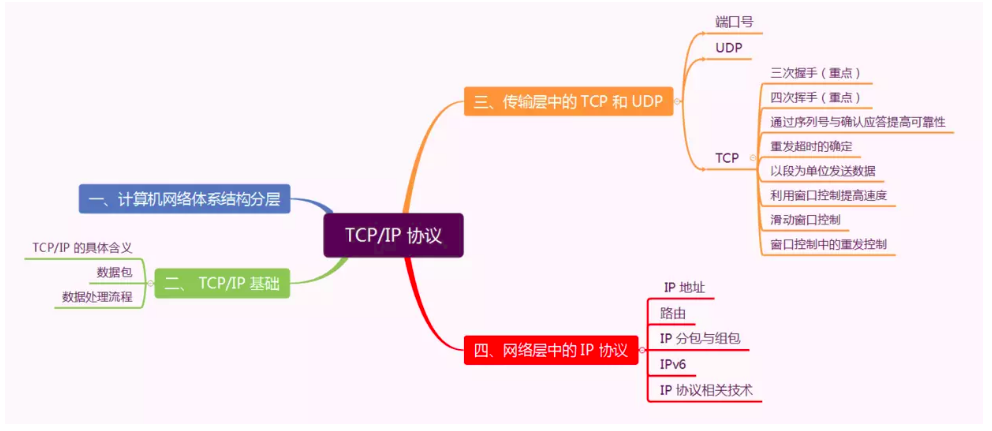 TCP/IP 协议
一、计算机网络体系结构分层
二、 TCP/IP 基础
TCP/IP 的具体含义
数据包
数据处理流程
三、传输层中的 TCP 和 UDP
端口号
UDP
TCP
三次握手（重点）
四次挥手（重点）
通过序列号与确认应答提高可靠性
重发超时的确定
以段为单位发送数据
利用窗口控制提高速度
滑动窗口控制
窗口控制中的重发控制
四、网络层中的 IP 协议
IP 地址
路由
IP 分包与组包
IPv6
IP 协议相关技术